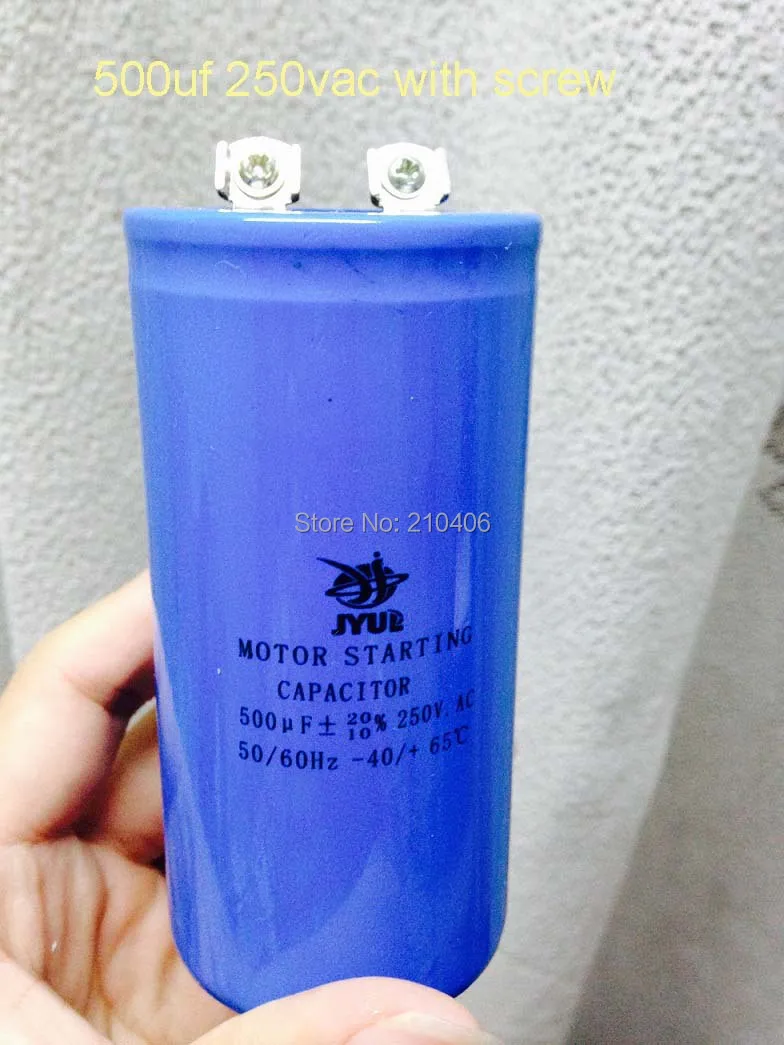 500uf 250vac with screw
Store No: 210406
JYUL
MOTOR STARTING
CAPACITOR
500μF± 20/10% 250V. AC
50/60Hz -40/+ 65℃